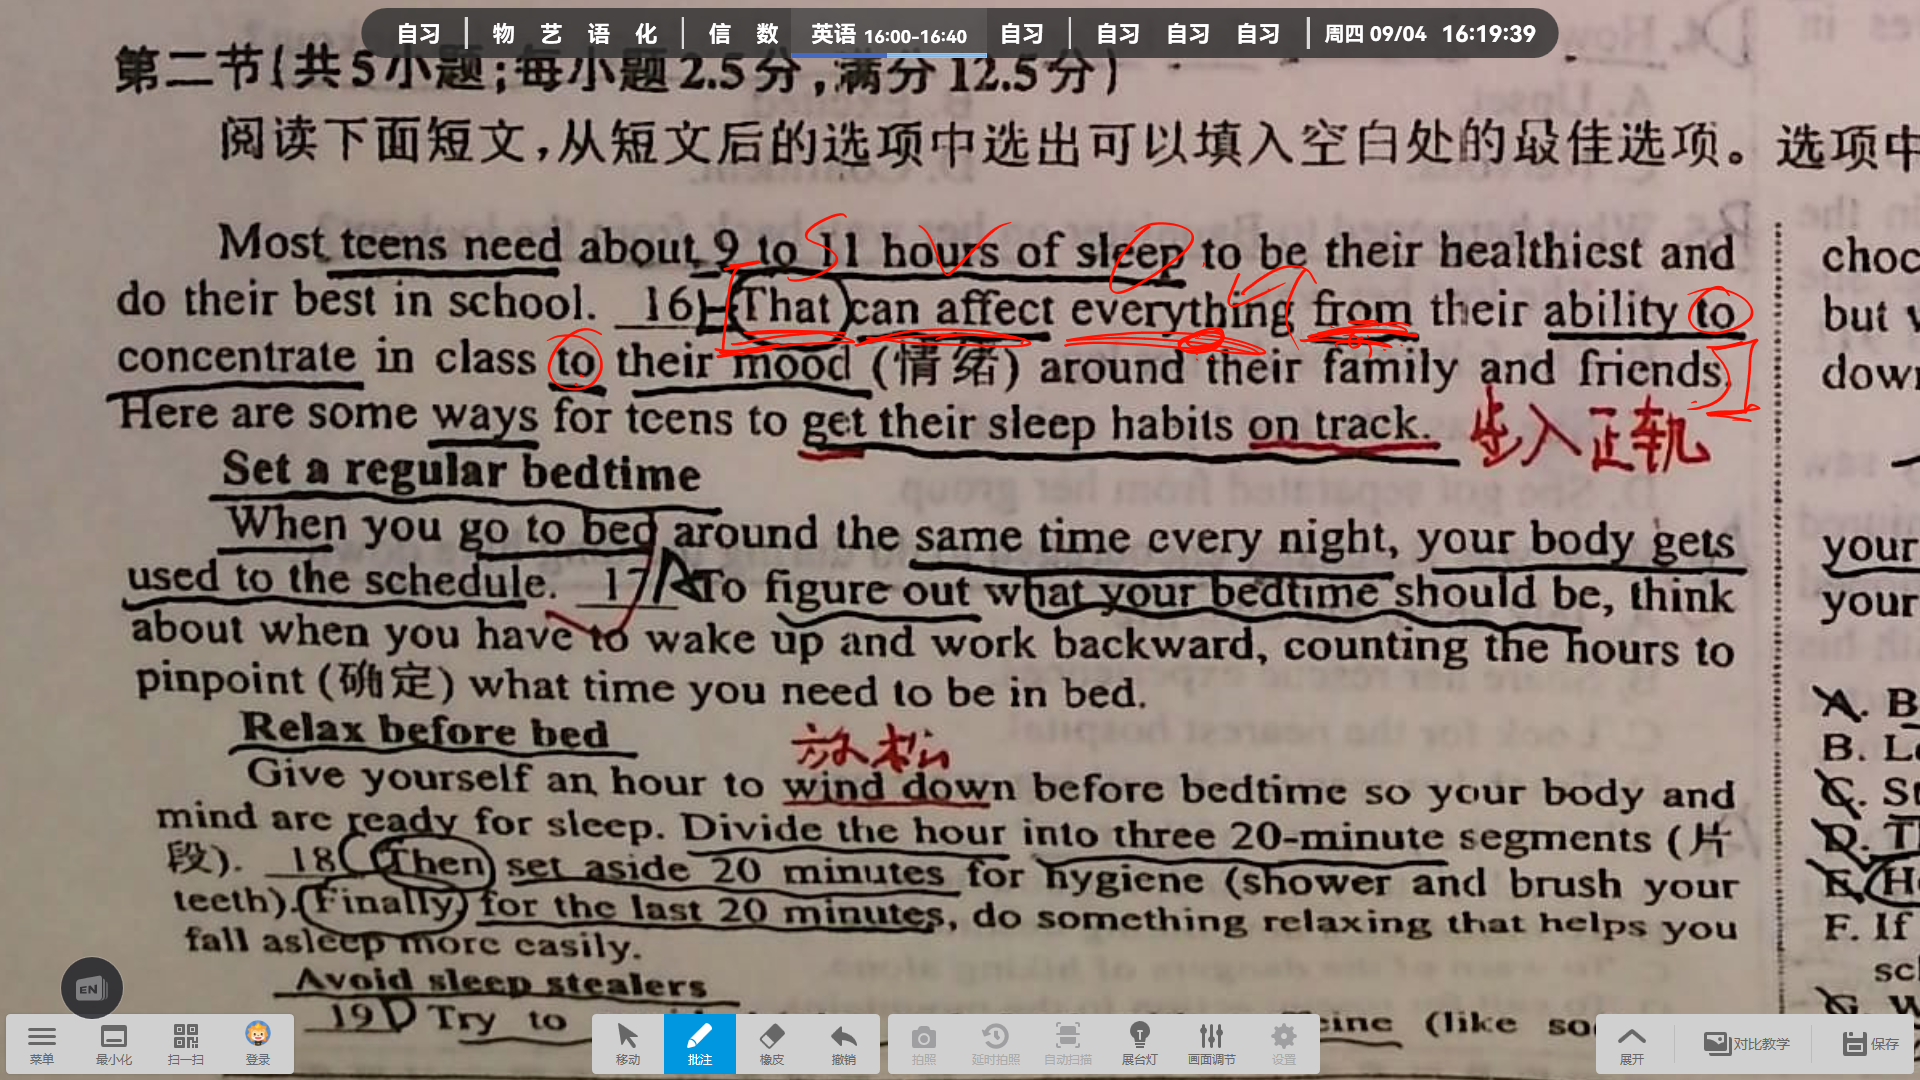 自习 | 物 艺 语 化 | 信 数 英语 16:00-16:40 自习 | 自习 自习 自习 | 周四 09/04 16:19:39
第二节(共5小题;每小题2.5分,满分12.5分)
阅读下面短文,从短文后的选项中选出可以填入空白处的最佳选项。选项中
Most teens need about 9 to 11 hours of sleep to be their healthiest and
do their best in school. 16 That can affect everything from their ability to
concentrate in class to their mood (情绪) around their family and friends.
Here are some ways for teens to get their sleep habits on track. 步入正轨
Set a regular bedtime
When you go to bed around the same time every night, your body gets
used to the schedule. 17 A To figure out what your bedtime should be, think
about when you have to wake up and work backward, counting the hours to
pinpoint (确定) what time you need to be in bed.
Relax before bed
放松
Give yourself an hour to wind down before bedtime so your body and
mind are ready for sleep. Divide the hour into three 20-minute segments (片
段). 18 Then set aside 20 minutes for hygiene (shower and brush your
teeth). Finally, for the last 20 minutes, do something relaxing that helps you
fall asleep more easily.
Avoid sleep stealers
19 D Try to
(like
S V O
choc
but
down
your
your
A. B
B. L
C. S
D. T
E. H
F. If
sc
G. W
EN
菜单 最小化 扫一扫 登录 移动 批注 橡皮 撤销 拍照 延时拍照 自动扫描 展台灯 画面调节 设置 展开 对比教学 保存